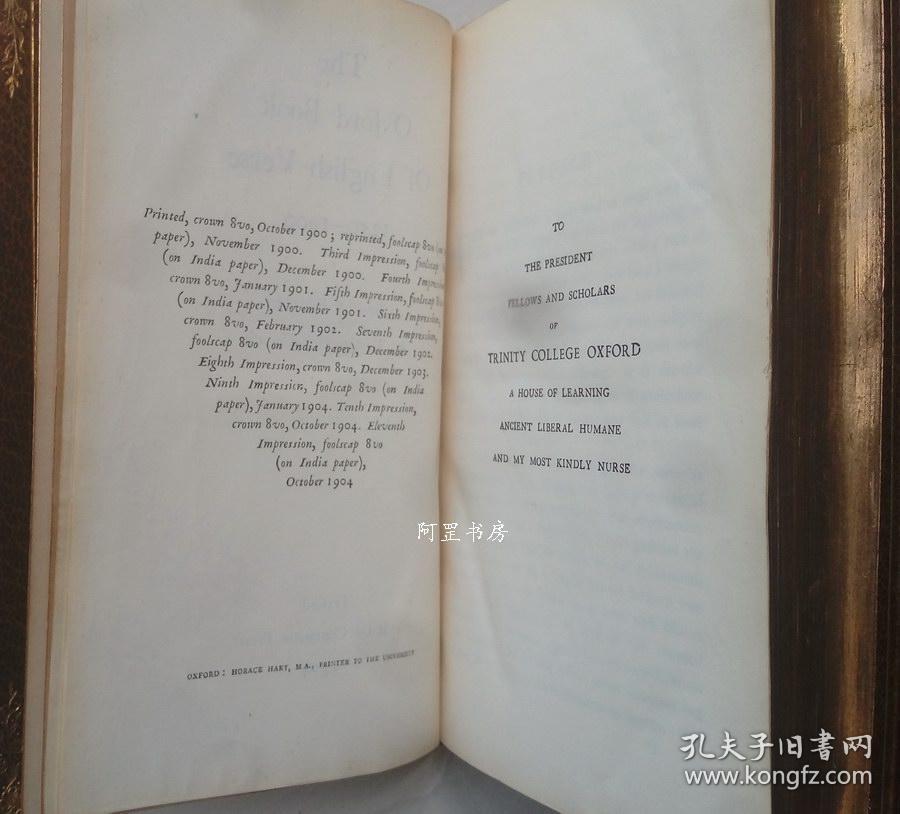 Printed, crown 8vo, October 1900; reprinted, foolscap 8vo (on
paper), November 1900. Third Impression, foolscap
(on India paper), December 1900. Fourth Impression,
crown 8vo, January 1901. Fifth Impression, foolscap 8vo
(on India paper), November 1901. Sixth Impression,
crown 8vo, February 1902. Seventh Impression,
foolscap 8vo (on India paper), December 1902.
Eighth Impression, crown 8vo, December 1903.
Ninth Impression, foolscap 8vo (on India
paper), January 1904. Tenth Impression,
crown 8vo, October 1904. Eleventh
Impression, foolscap 8vo
(on India paper),
October 1904
OXFORD: HORACE HART, M.A., PRINTER TO THE UNIVERSITY
TO
THE PRESIDENT
FELLOWS AND SCHOLARS
OF
TRINITY COLLEGE OXFORD
A HOUSE OF LEARNING
ANCIENT LIBERAL HUMANE
AND MY MOST KINDLY NURSE
阿罡书房
孔夫子旧书网
www.kongfz.com